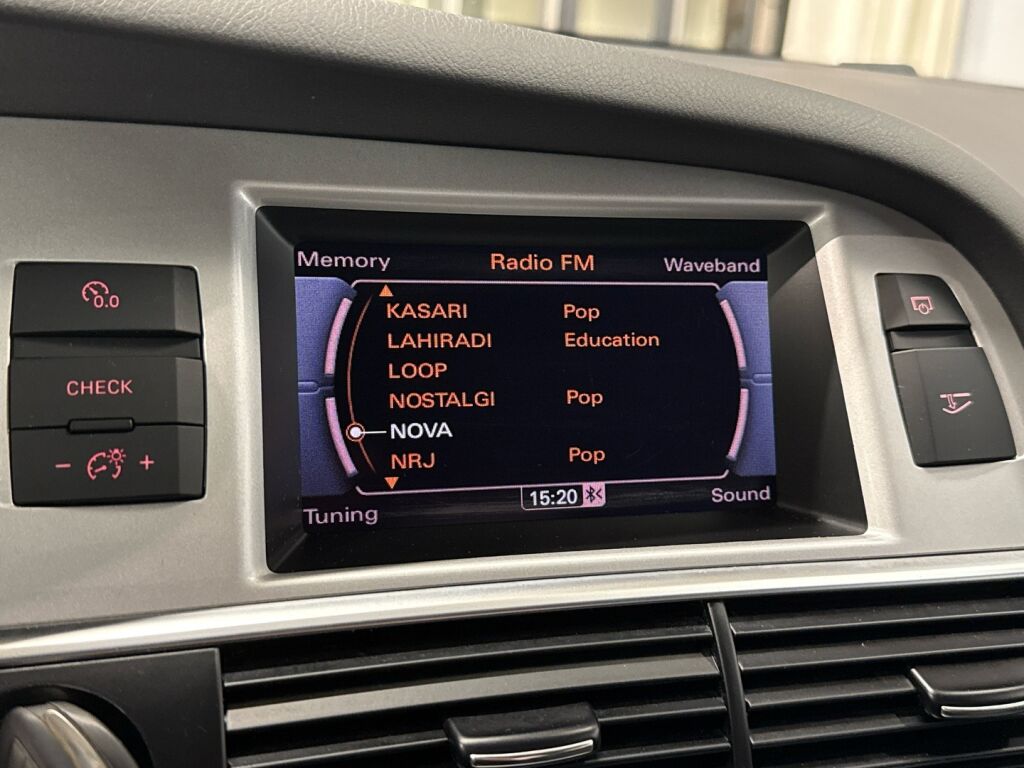 Memory Radio FM Waveband
KASARI Pop
LAHIRADI Education
LOOP
NOSTALGI Pop
NOVA
NRJ Pop
15:20
Tuning Sound
0.0
CHECK
- +